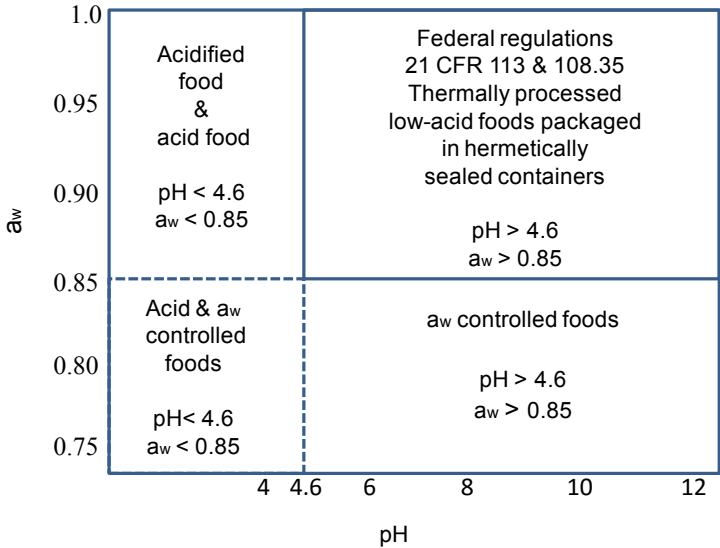 1.0
0.95
0.90
0.85
0.80
0.75
aw
Acidified
food
&
acid food
pH < 4.6
aw < 0.85
Federal regulations
21 CFR 113 & 108.35
Thermally processed
low-acid foods packaged
in hermetically
sealed containers
pH > 4.6
aw > 0.85
Acid & aw
controlled
foods
pH< 4.6
aw < 0.85
aw controlled foods
pH > 4.6
aw > 0.85
4 4.6 6 8 10 12
pH